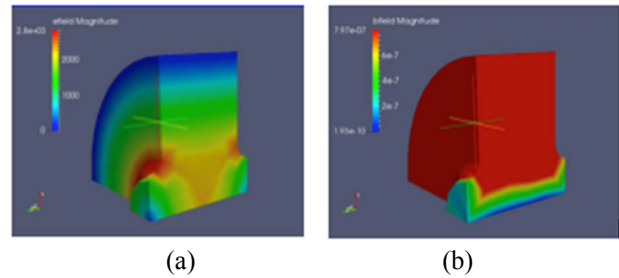 efield Magnitude
2.8e+03
2000
1000
0
(a)
bfield Magnitude
7.97e-07
6e-7
4e-7
2e-7
1.93e-10
(b)